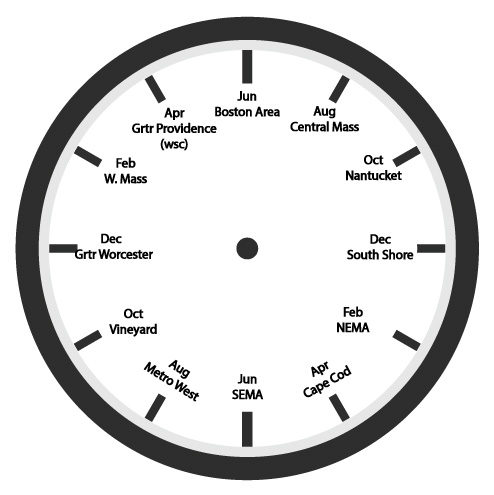 Jun
Boston Area
Aug
Central Mass
Oct
Nantucket
Dec
South Shore
Feb
NEMA
Apr
Cape Cod
Jun
SEMA
Aug
Metro West
Oct
Vineyard
Dec
Grtr Worcester
Feb
W. Mass
Apr
Grtr Providence
(wsc)